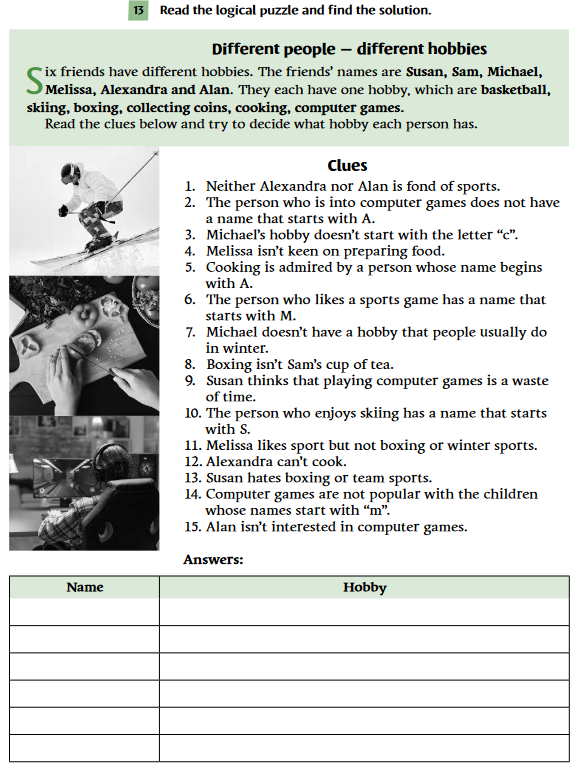 13 Read the logical puzzle and find the solution.
Different people – different hobbies
Six friends have different hobbies. The friends' names are Susan, Sam, Michael,
Melissa, Alexandra and Alan. They each have one hobby, which are basketball,
skiing, boxing, collecting coins, cooking, computer games.
Read the clues below and try to decide what hobby each person has.
Clues
1. Neither Alexandra nor Alan is fond of sports.
2. The person who is into computer games does not have
a name that starts with A.
3. Michael's hobby doesn't start with the letter “c”.
4. Melissa isn't keen on preparing food.
5. Cooking is admired by a person whose name begins
with A.
6. The person who likes a sports game has a name that
starts with M.
7. Michael doesn't have a hobby that people usually do
in winter.
8. Boxing isn't Sam's cup of tea.
9. Susan thinks that playing computer games is a waste
of time.
10. The person who enjoys skiing has a name that starts
with S.
11. Melissa likes sport but not boxing or winter sports.
12. Alexandra can't cook.
13. Susan hates boxing or team sports.
14. Computer games are not popular with the children
whose names start with “m”.
15. Alan isn't interested in computer games.
Answers:
Name Hobby